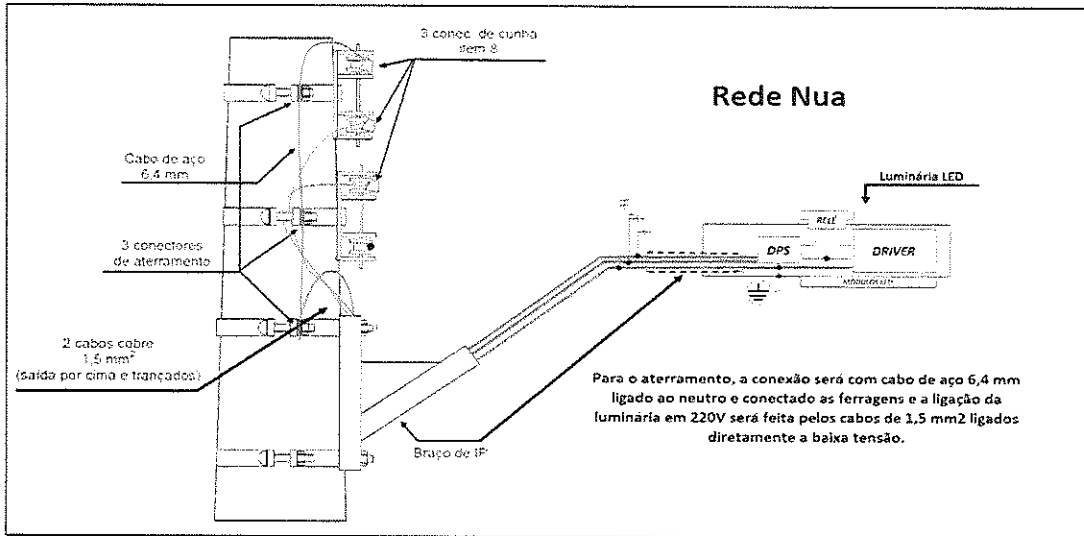 3 conec. de cunha
item 8
Rede Nua
Cabo de aço
6,4 mm
Luminária LED
RELÉ
DPS
DRIVER
3 conectores
de aterramento
2 cabos cobre
1,5 mm²
(saída por cima e trançados)
Para o aterramento, a conexão será com cabo de aço 6,4 mm
ligado ao neutro e conectado as ferragens e a ligação da
luminária em 220V será feita pelos cabos de 1,5 mm2 ligados
diretamente a baixa tensão.
Braço de IP